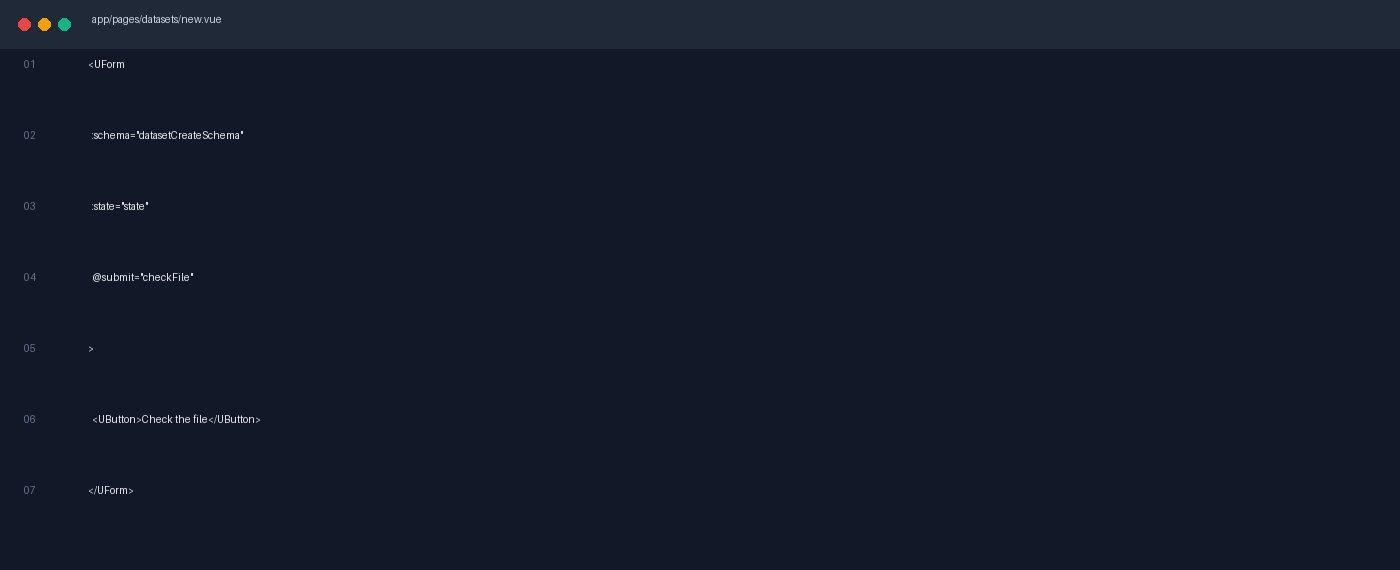 app/pages/datasets/new.vue
01 <UForm
02 :schema="datasetCreateSchema"
03 :state="state"
04 @submit="checkFile"
05 >
06 <UButton>Check the file</UButton>
07 </UForm>